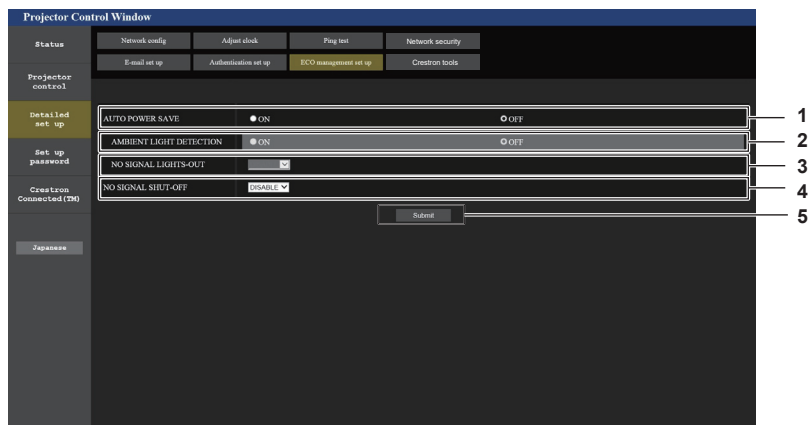 Projector Control Window
Status
Network config Adjust clock Ping test Network security
E-mail set up Authentication set up ECO management set up Crestron tools
Projector
control
Detailed
set up
Set up
password
Crestron
Connected(TM)
Japanese
AUTO POWER SAVE ON OFF 1
AMBIENT LIGHT DETECTION ON OFF 2
NO SIGNAL LIGHTS-OUT 3
NO SIGNAL SHUT-OFF DISABLE 4
Submit 5